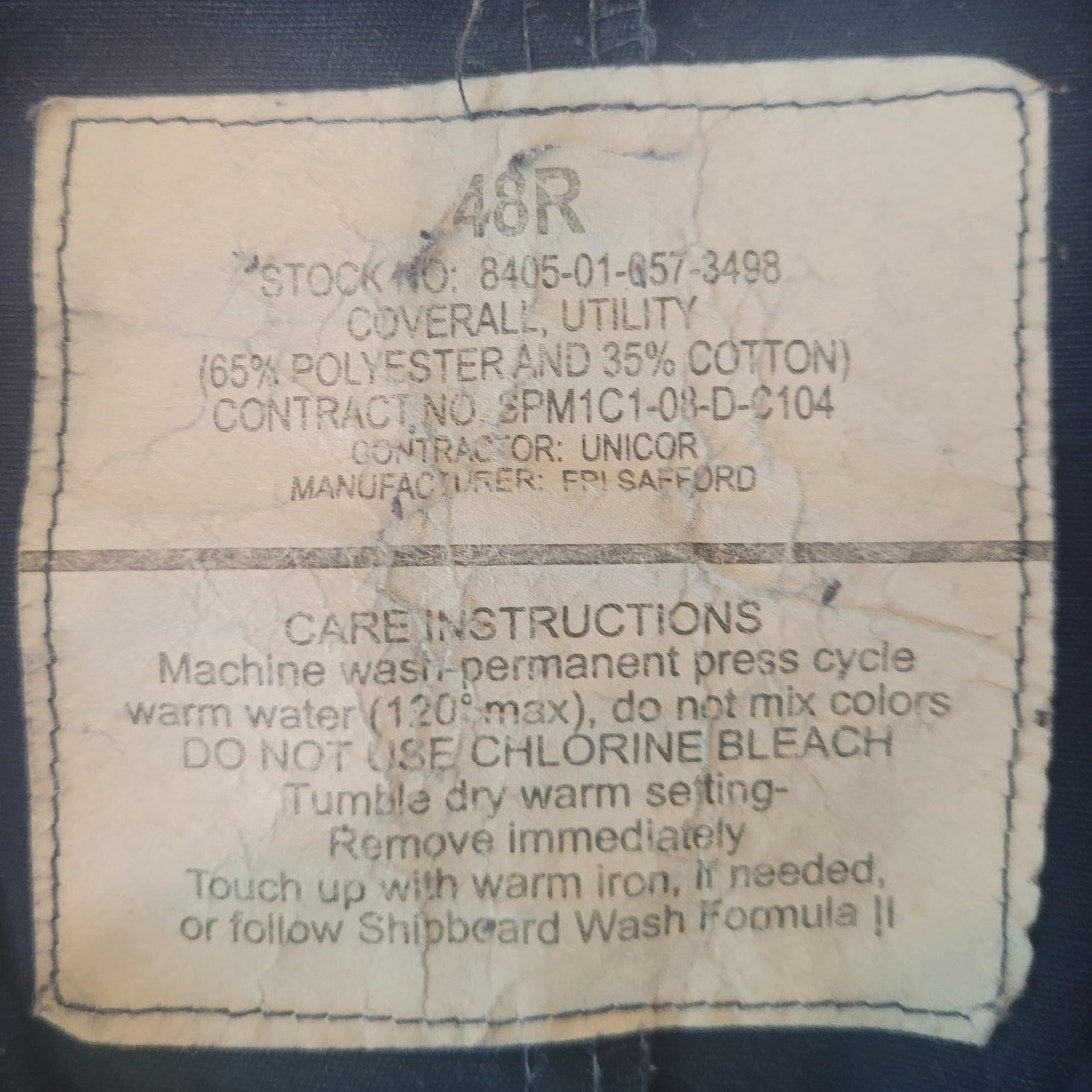 48R
STOCK NO: 8405-01-057-3498
COVERALL, UTILITY
(65% POLYESTER AND 35% COTTON)
CONTRACT NO. SPM1C1-08-D-C104
CONTRACTOR: UNICOR
MANUFACTURER: FPI SAFFORD
CARE INSTRUCTIONS
Machine wash-permanent press cycle
warm water (120° max), do not mix colors
DO NOT USE CHLORINE BLEACH
Tumble dry warm setting-
Remove immediately
Touch up with warm iron, if needed,
or follow Shipboard Wash Formula II